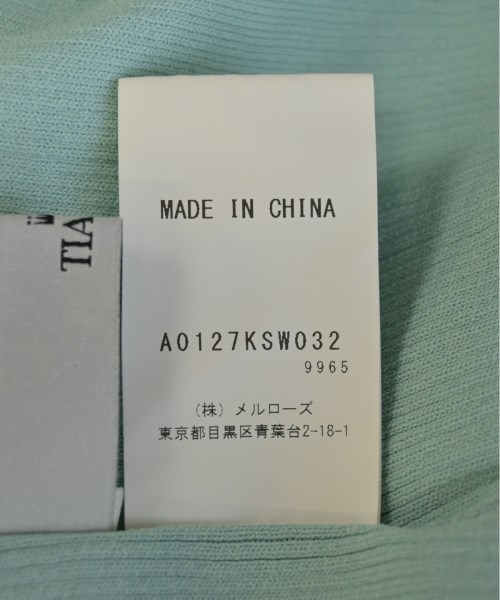 MADE IN CHINA
A0127KSW032
9965
(株) メルローズ
東京都目黒区青葉台2-18-1
TIA